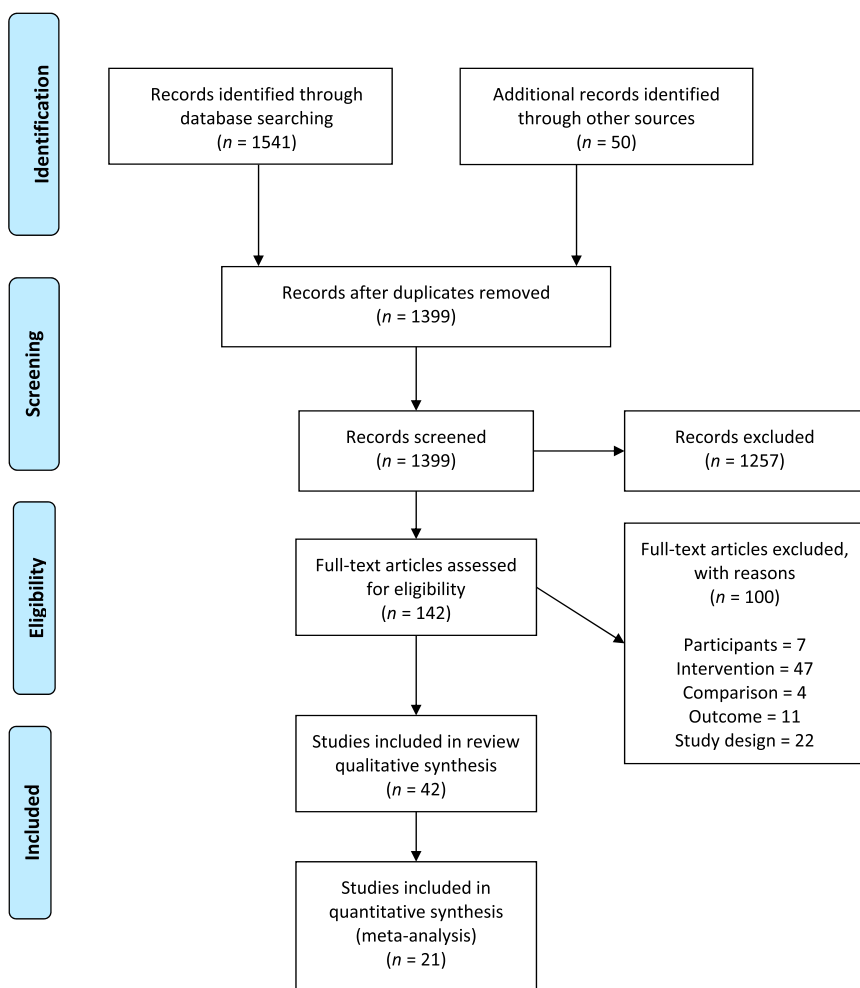 Identification
Records identified through
database searching
(n = 1541)
Additional records identified
through other sources
(n = 50)
Screening
Records after duplicates removed
(n = 1399)
Records screened
(n = 1399)
Records excluded
(n = 1257)
Eligibility
Full-text articles assessed
for eligibility
(n = 142)
Full-text articles excluded,
with reasons
(n = 100)
Participants = 7
Intervention = 47
Comparison = 4
Outcome = 11
Study design = 22
Included
Studies included in review
qualitative synthesis
(n = 42)
Studies included in
quantitative synthesis
(meta-analysis)
(n = 21)